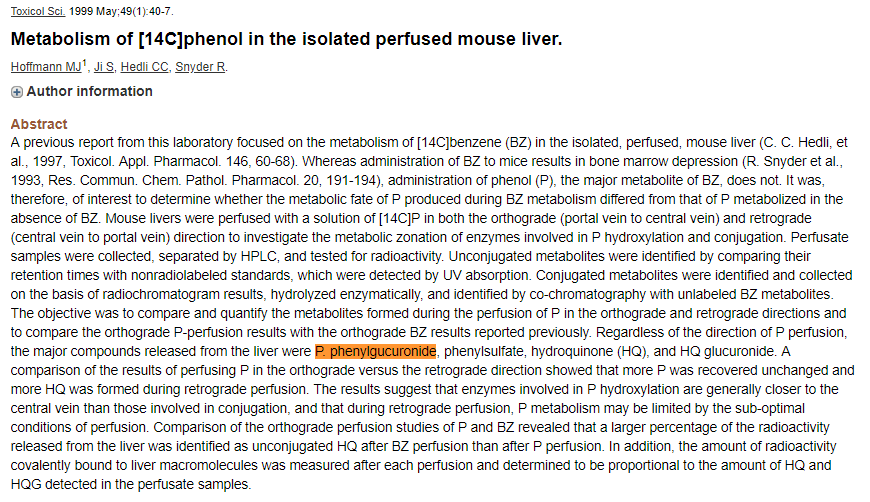 Toxicol Sci. 1999 May;49(1):40-7.
Metabolism of [14C]phenol in the isolated perfused mouse liver.
Hoffmann MJ1, Ji S, Hedli CC, Snyder R.
Author information
Abstract
A previous report from this laboratory focused on the metabolism of [14C]benzene (BZ) in the isolated, perfused, mouse liver (C. C. Hedli, et
al., 1997, Toxicol. Appl. Pharmacol. 146, 60-68). Whereas administration of BZ to mice results in bone marrow depression (R. Snyder et al.,
1993, Res. Commun. Chem. Pathol. Pharmacol. 20, 191-194), administration of phenol (P), the major metabolite of BZ, does not. It was,
therefore, of interest to determine whether the metabolic fate of P produced during BZ metabolism differed from that of P metabolized in the
absence of BZ. Mouse livers were perfused with a solution of [14C]P in both the orthograde (portal vein to central vein) and retrograde
(central vein to portal vein) direction to investigate the metabolic zonation of enzymes involved in P hydroxylation and conjugation. Perfusate
samples were collected, separated by HPLC, and tested for radioactivity. Unconjugated metabolites were identified by comparing their
retention times with nonradiolabeled standards, which were detected by UV absorption. Conjugated metabolites were identified and collected
on the basis of radiochromatogram results, hydrolyzed enzymatically, and identified by co-chromatography with unlabeled BZ metabolites.
The objective was to compare and quantify the metabolites formed during the perfusion of P in the orthograde and retrograde directions and
to compare the orthograde P-perfusion results with the orthograde BZ results reported previously. Regardless of the direction of P perfusion,
the major compounds released from the liver were P. phenylgucuronide, phenylsulfate, hydroquinone (HQ), and HQ glucuronide. A
comparison of the results of perfusing P in the orthograde versus the retrograde direction showed that more P was recovered unchanged and
more HQ was formed during retrograde perfusion. The results suggest that enzymes involved in P hydroxylation are generally closer to the
central vein than those involved in conjugation, and that during retrograde perfusion, P metabolism may be limited by the sub-optimal
conditions of perfusion. Comparison of the orthograde perfusion studies of P and BZ revealed that a larger percentage of the radioactivity
released from the liver was identified as unconjugated HQ after BZ perfusion than after P perfusion. In addition, the amount of radioactivity
covalently bound to liver macromolecules was measured after each perfusion and determined to be proportional to the amount of HQ and
HQG detected in the perfusate samples.